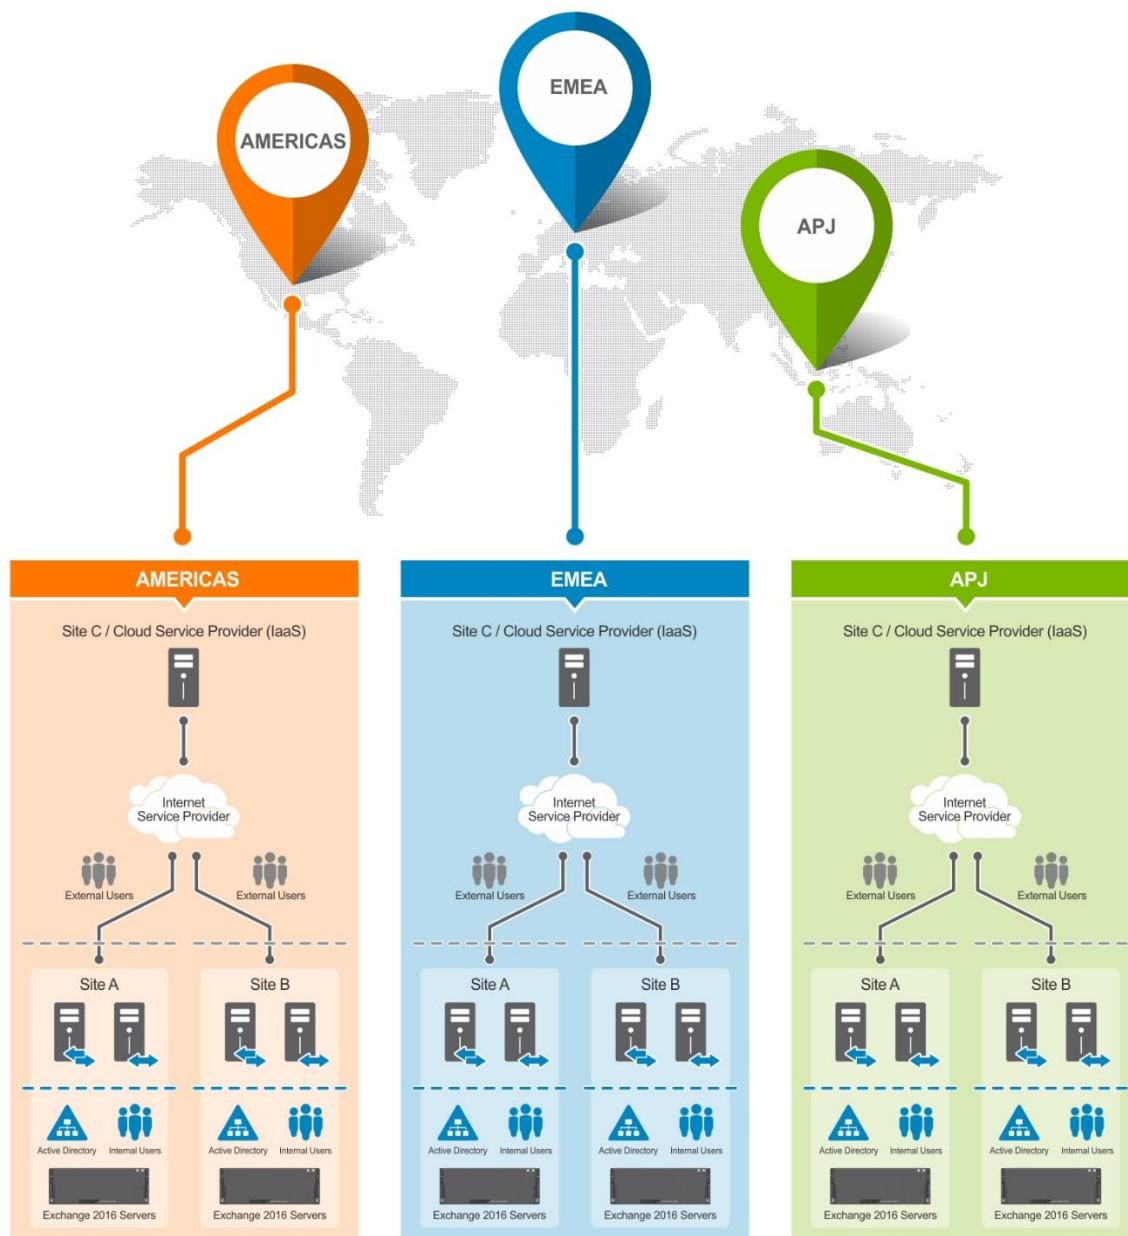 EMEA
AMERICAS
APJ
AMERICAS
Site C / Cloud Service Provider (IaaS)
Internet
Service Provider
External Users
External Users
Site A
Site B
Active Directory
Internal Users
Active Directory
Internal Users
Exchange 2016 Servers
Exchange 2016 Servers
EMEA
Site C / Cloud Service Provider (IaaS)
Internet
Service Provider
External Users
External Users
Site A
Site B
Active Directory
Internal Users
Active Directory
Internal Users
Exchange 2016 Servers
Exchange 2016 Servers
APJ
Site C / Cloud Service Provider (IaaS)
Internet
Service Provider
External Users
External Users
Site A
Site B
Active Directory
Internal Users
Active Directory
Internal Users
Exchange 2016 Servers
Exchange 2016 Servers